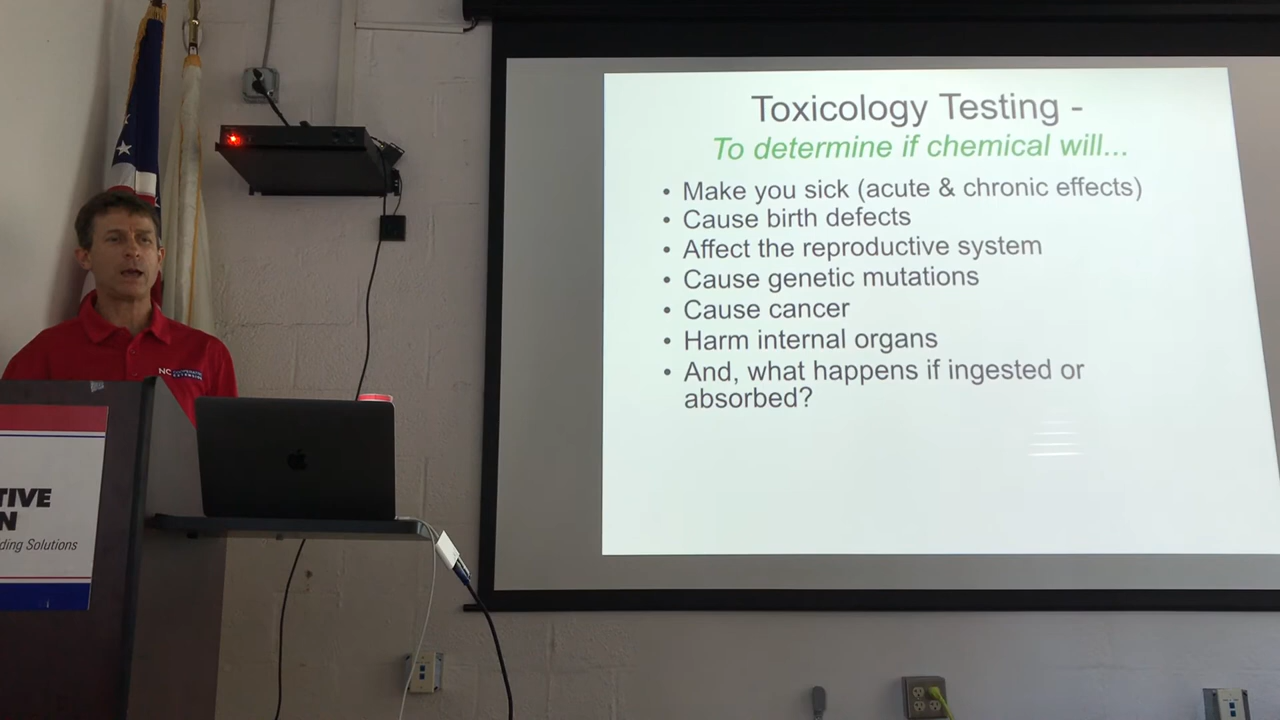 Toxicology Testing -
To determine if chemical will...
• Make you sick (acute & chronic effects)
• Cause birth defects
• Affect the reproductive system
• Cause genetic mutations
• Cause cancer
• Harm internal organs
• And, what happens if ingested or
absorbed?
NC
TIVE
N
ding Solutions